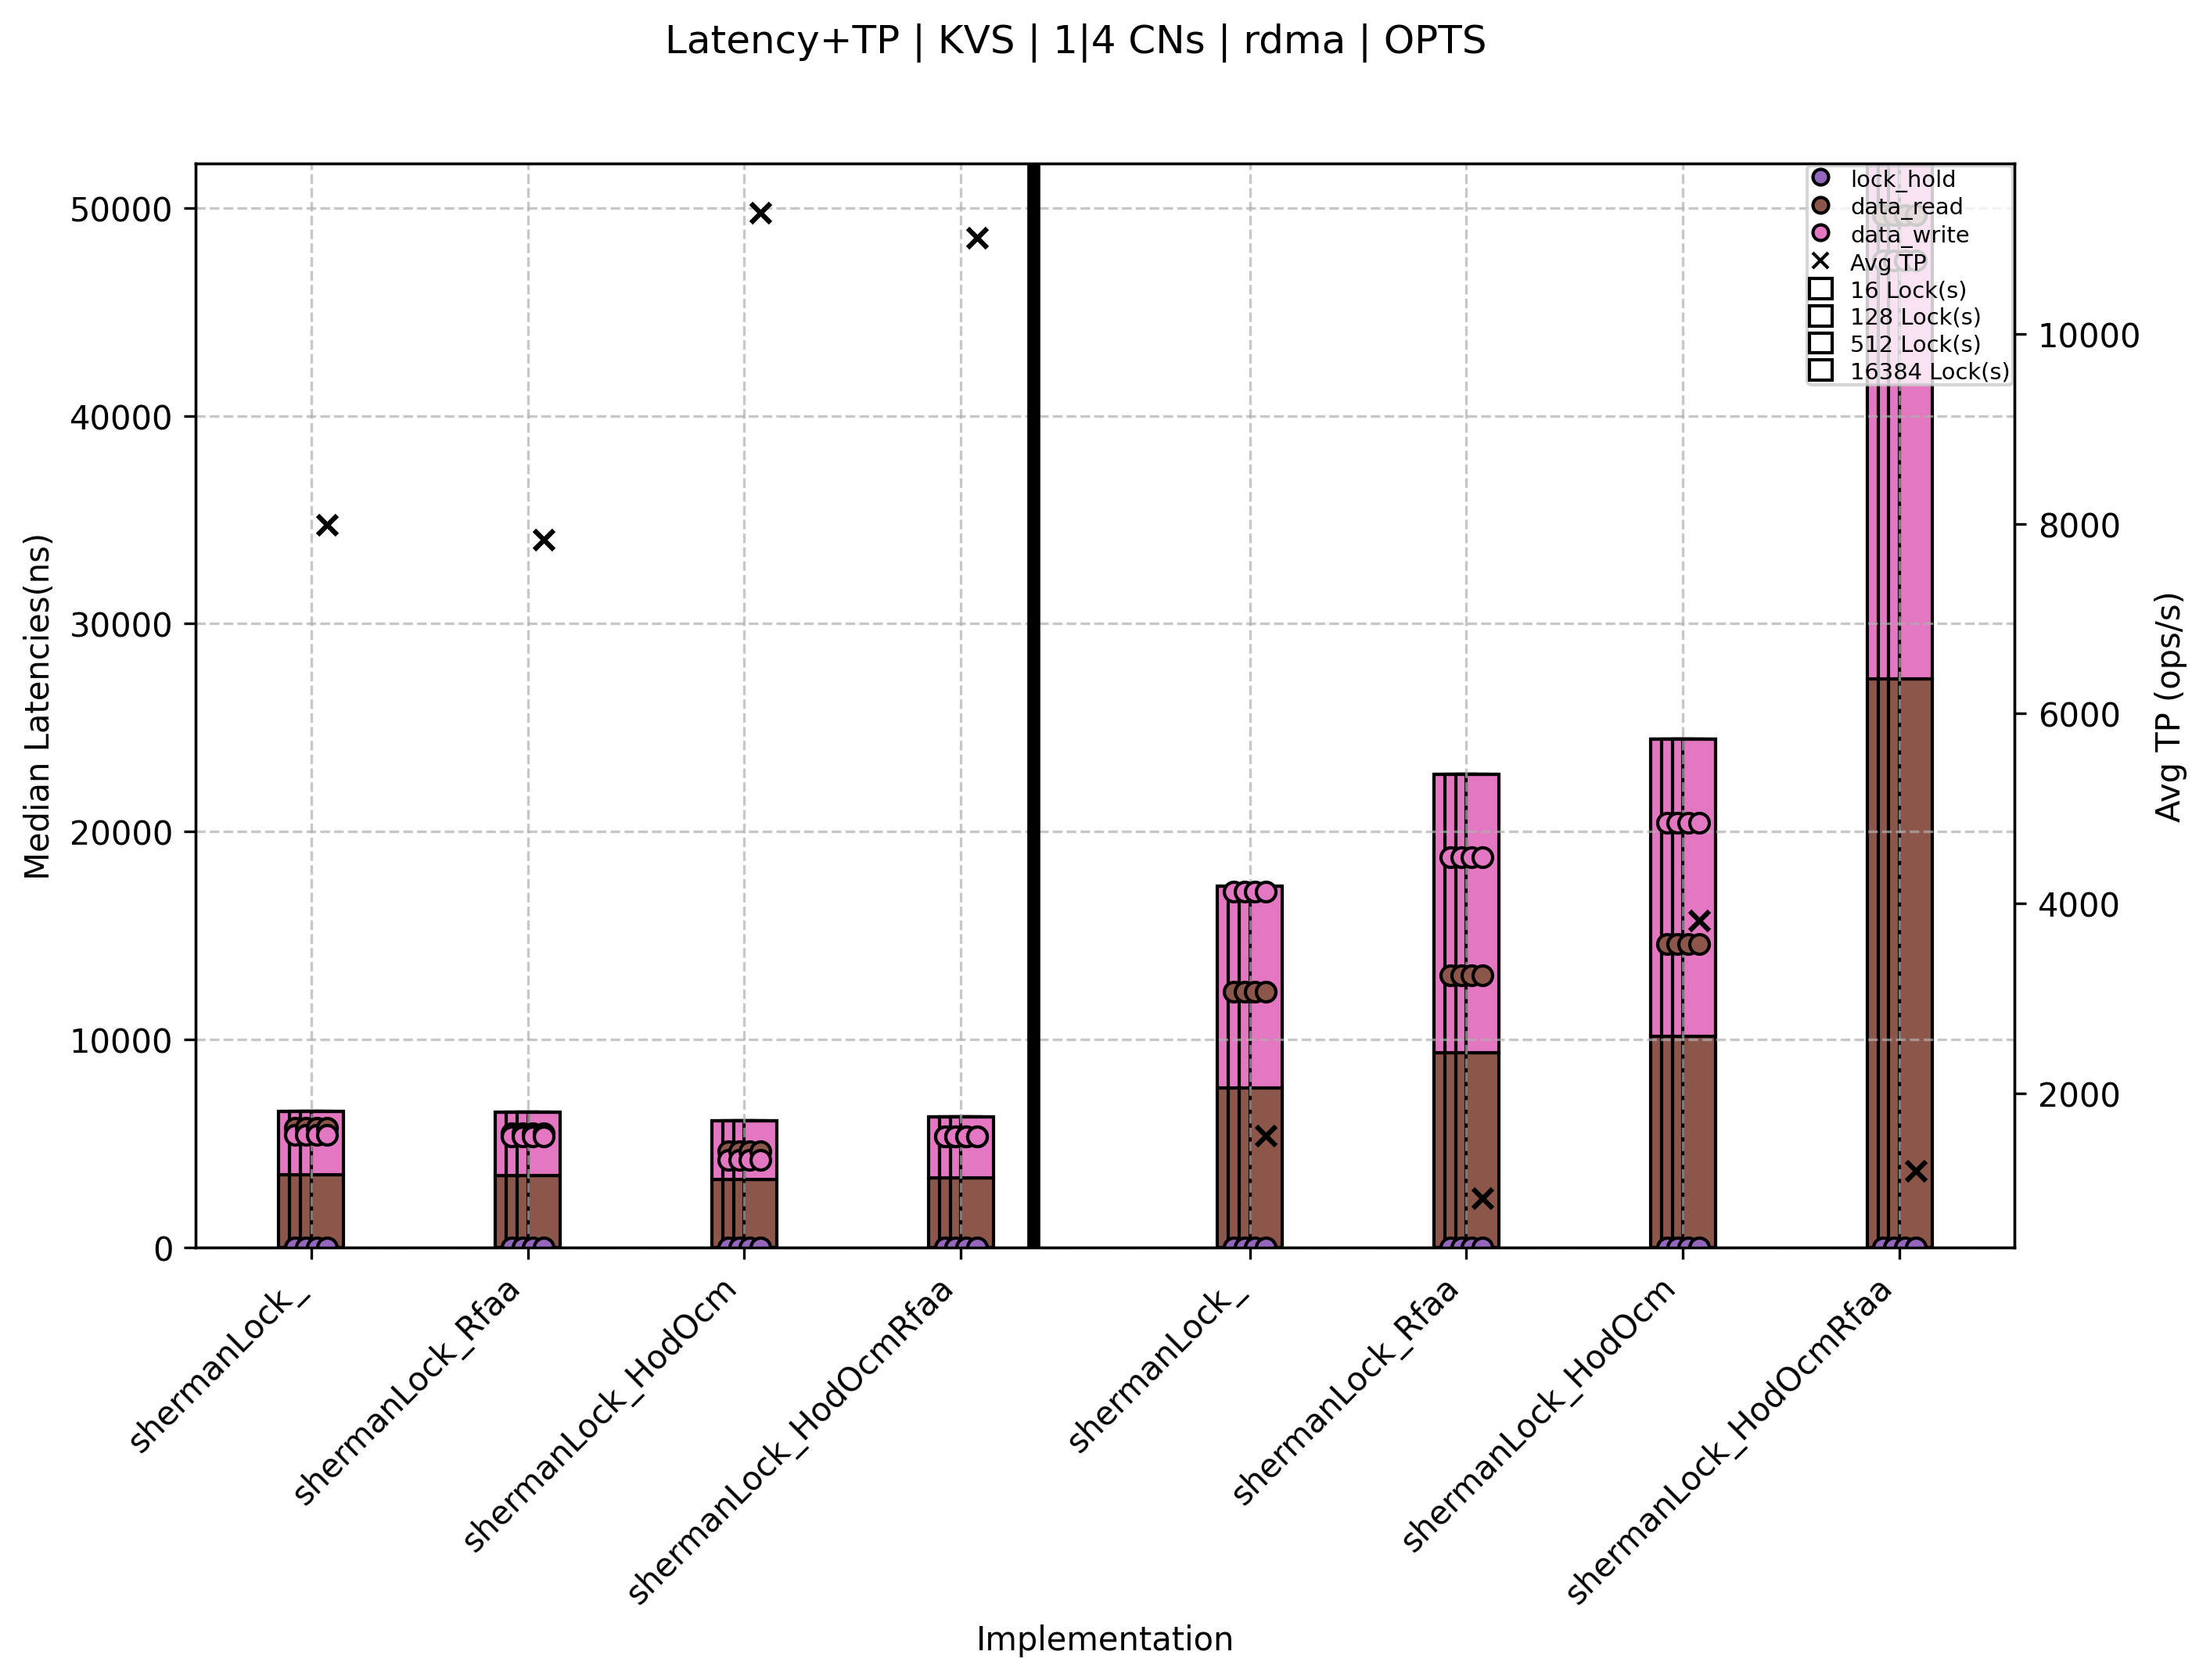 Latency+TP | KVS | 1|4 CNs | rdma | OPTS
Median Latencies(ns)
50000
40000
30000
20000
10000
0
lock_hold
data_read
data_write
Avg TP
16 Lock(s)
128 Lock(s)
512 Lock(s)
16384 Lock(s)
10000
8000
6000
4000
2000
Avg TP (ops/s)
shermanLock_
shermanLock_Rfaa
shermanLock_HodOcm
shermanLock_HodOcmRfaa
shermanLock_
shermanLock_Rfaa
shermanLock_HodOcm
shermanLock_HodOcmRfaa
Implementation